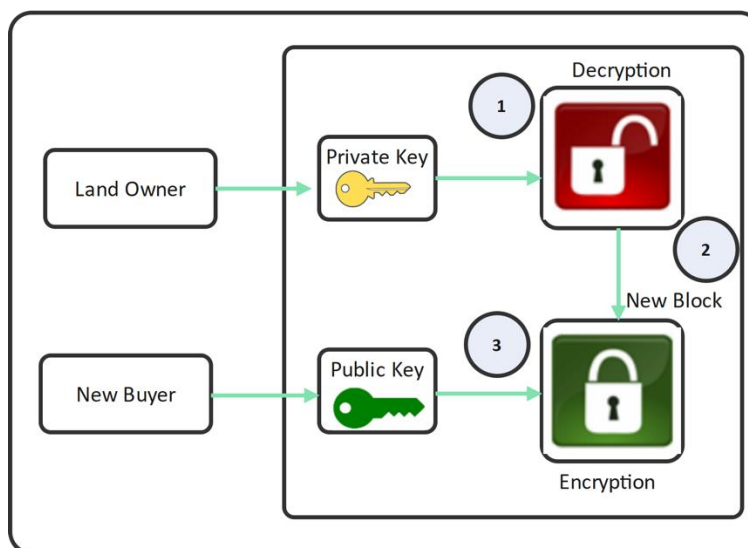 Decryption
1
Private Key
Land Owner
2
New Block
3
Public Key
New Buyer
Encryption